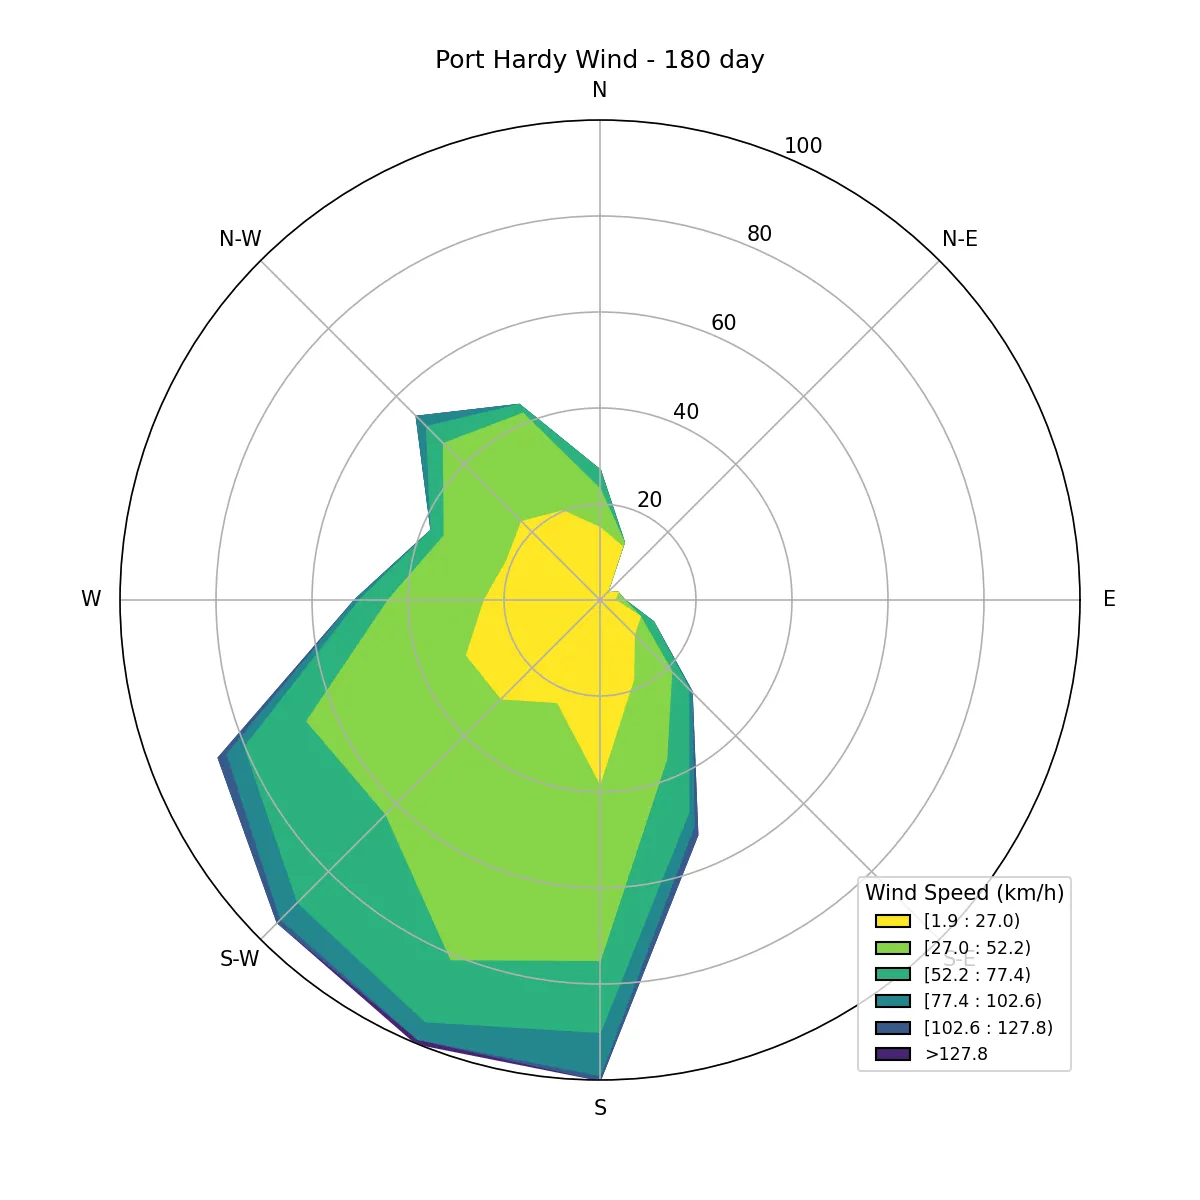 Port Hardy Wind - 180 day
N
100
N-W
80
N-E
60
40
20
W
E
Wind Speed (km/h)
[1.9 : 27.0)
[27.0 : 52.2)
S-W
S-E
[52.2 : 77.4)
[77.4 : 102.6)
[102.6 : 127.8)
>127.8
S